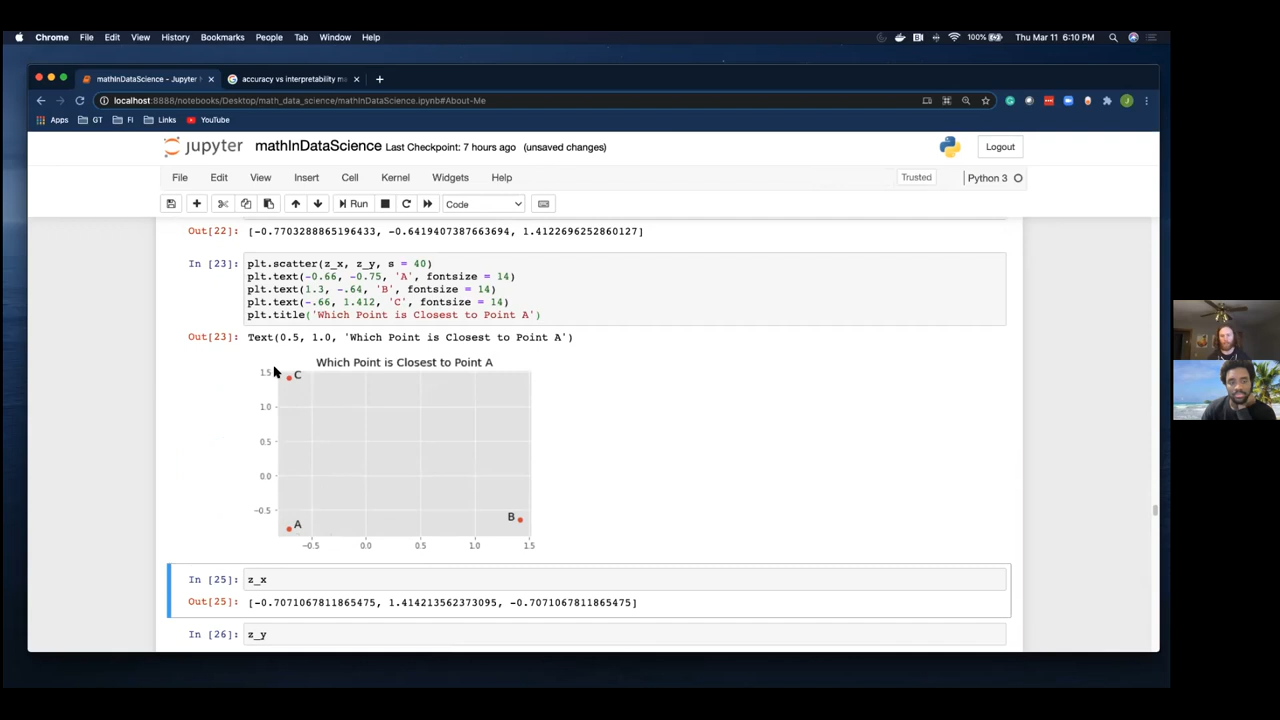 Chrome File Edit View History Bookmarks People Tab Window Help 100% Thu Mar 11 6:10 PM
mathInDataScience - Jupyter N
accuracy vs interpretability ma
localhost:8888/notebooks/Desktop/math_data_science/mathInDataScience.ipynb#About-Me
Apps GT FI Links YouTube
jupyter mathInDataScience Last Checkpoint: 7 hours ago (unsaved changes) Logout
File Edit View Insert Cell Kernel Widgets Help Trusted Python 3
Run Code
Out[22]: [-0.7703288865196433, -0.6419407387663694, 1.4122696252860127]
In [23]: plt.scatter(z_x, z_y, s = 40)
plt.text(-0.66, -0.75, 'A', fontsize = 14)
plt.text(1.3, -.64, 'B', fontsize = 14)
plt.text(-.66, 1.412, 'C', fontsize = 14)
plt.title('Which Point is Closest to Point A')
Out[23]: Text(0.5, 1.0, 'Which Point is Closest to Point A')
Which Point is Closest to Point A
1.5 C
1.0
0.5
0.0
-0.5 A B
-0.5 0.0 0.5 1.0 1.5
In [25]: z_x
Out[25]: [-0.7071067811865475, 1.414213562373095, -0.7071067811865475]
In [26]: z_y